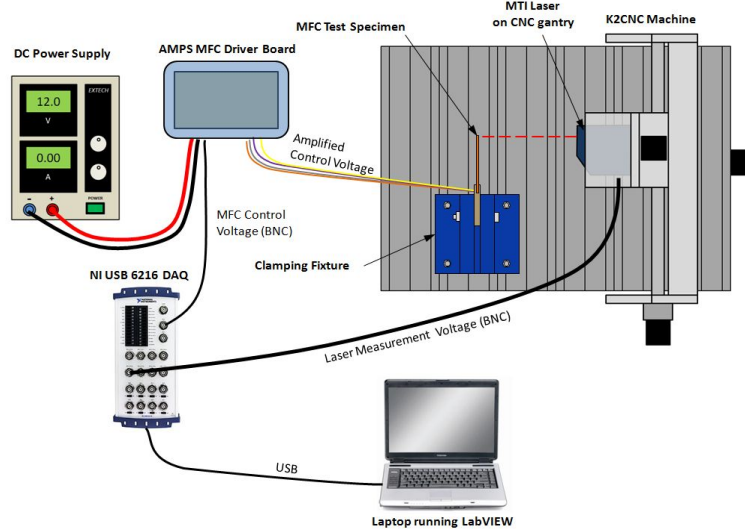 MTI Laser
on CNC gantry
K2CNC Machine
MFC Test Specimen
AMPS MFC Driver Board
DC Power Supply
EXTECH
12.0
V
0.00
A
-
+
POWER
Amplified
Control Voltage
MFC Control
Voltage (BNC)
Clamping Fixture
NI USB 6216 DAQ
Laser Measurement Voltage (BNC)
USB
Laptop running LabVIEW